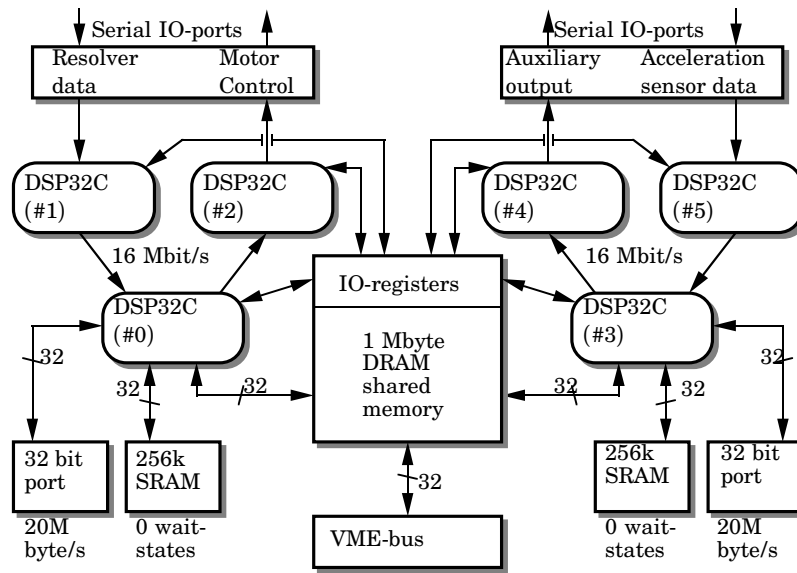 Serial IO-ports
Serial IO-ports
Resolver
data
Motor
Control
Auxiliary
output
Acceleration
sensor data
DSP32C
(#1)
DSP32C
(#2)
DSP32C
(#4)
DSP32C
(#5)
16 Mbit/s
16 Mbit/s
DSP32C
(#0)
IO-registers
DSP32C
(#3)
1 Mbyte
DRAM
shared
memory
32
32
32
32
32
32
32 bit
port
256k
SRAM
32
256k
SRAM
32 bit
port
20M
byte/s
0 wait-
states
VME-bus
0 wait-
states
20M
byte/s